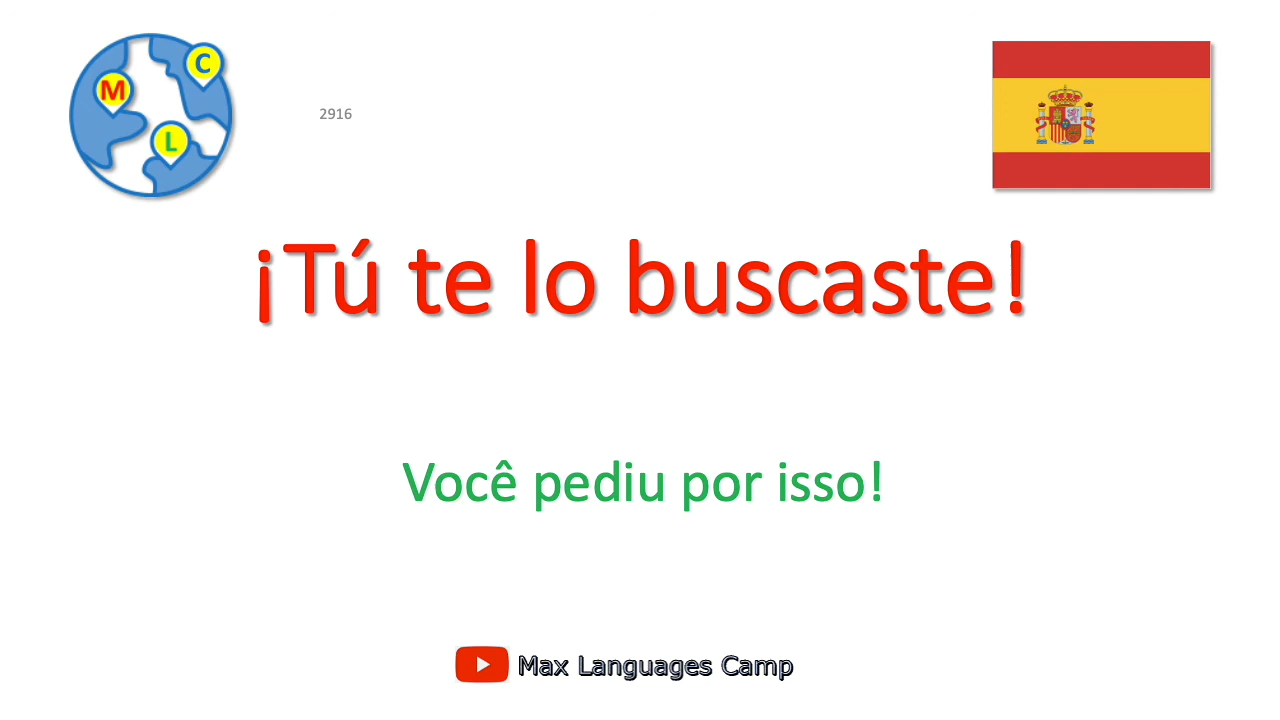 C
M
L
2916
¡Tú te lo buscaste!
Você pediu por isso!
Max Languages Camp